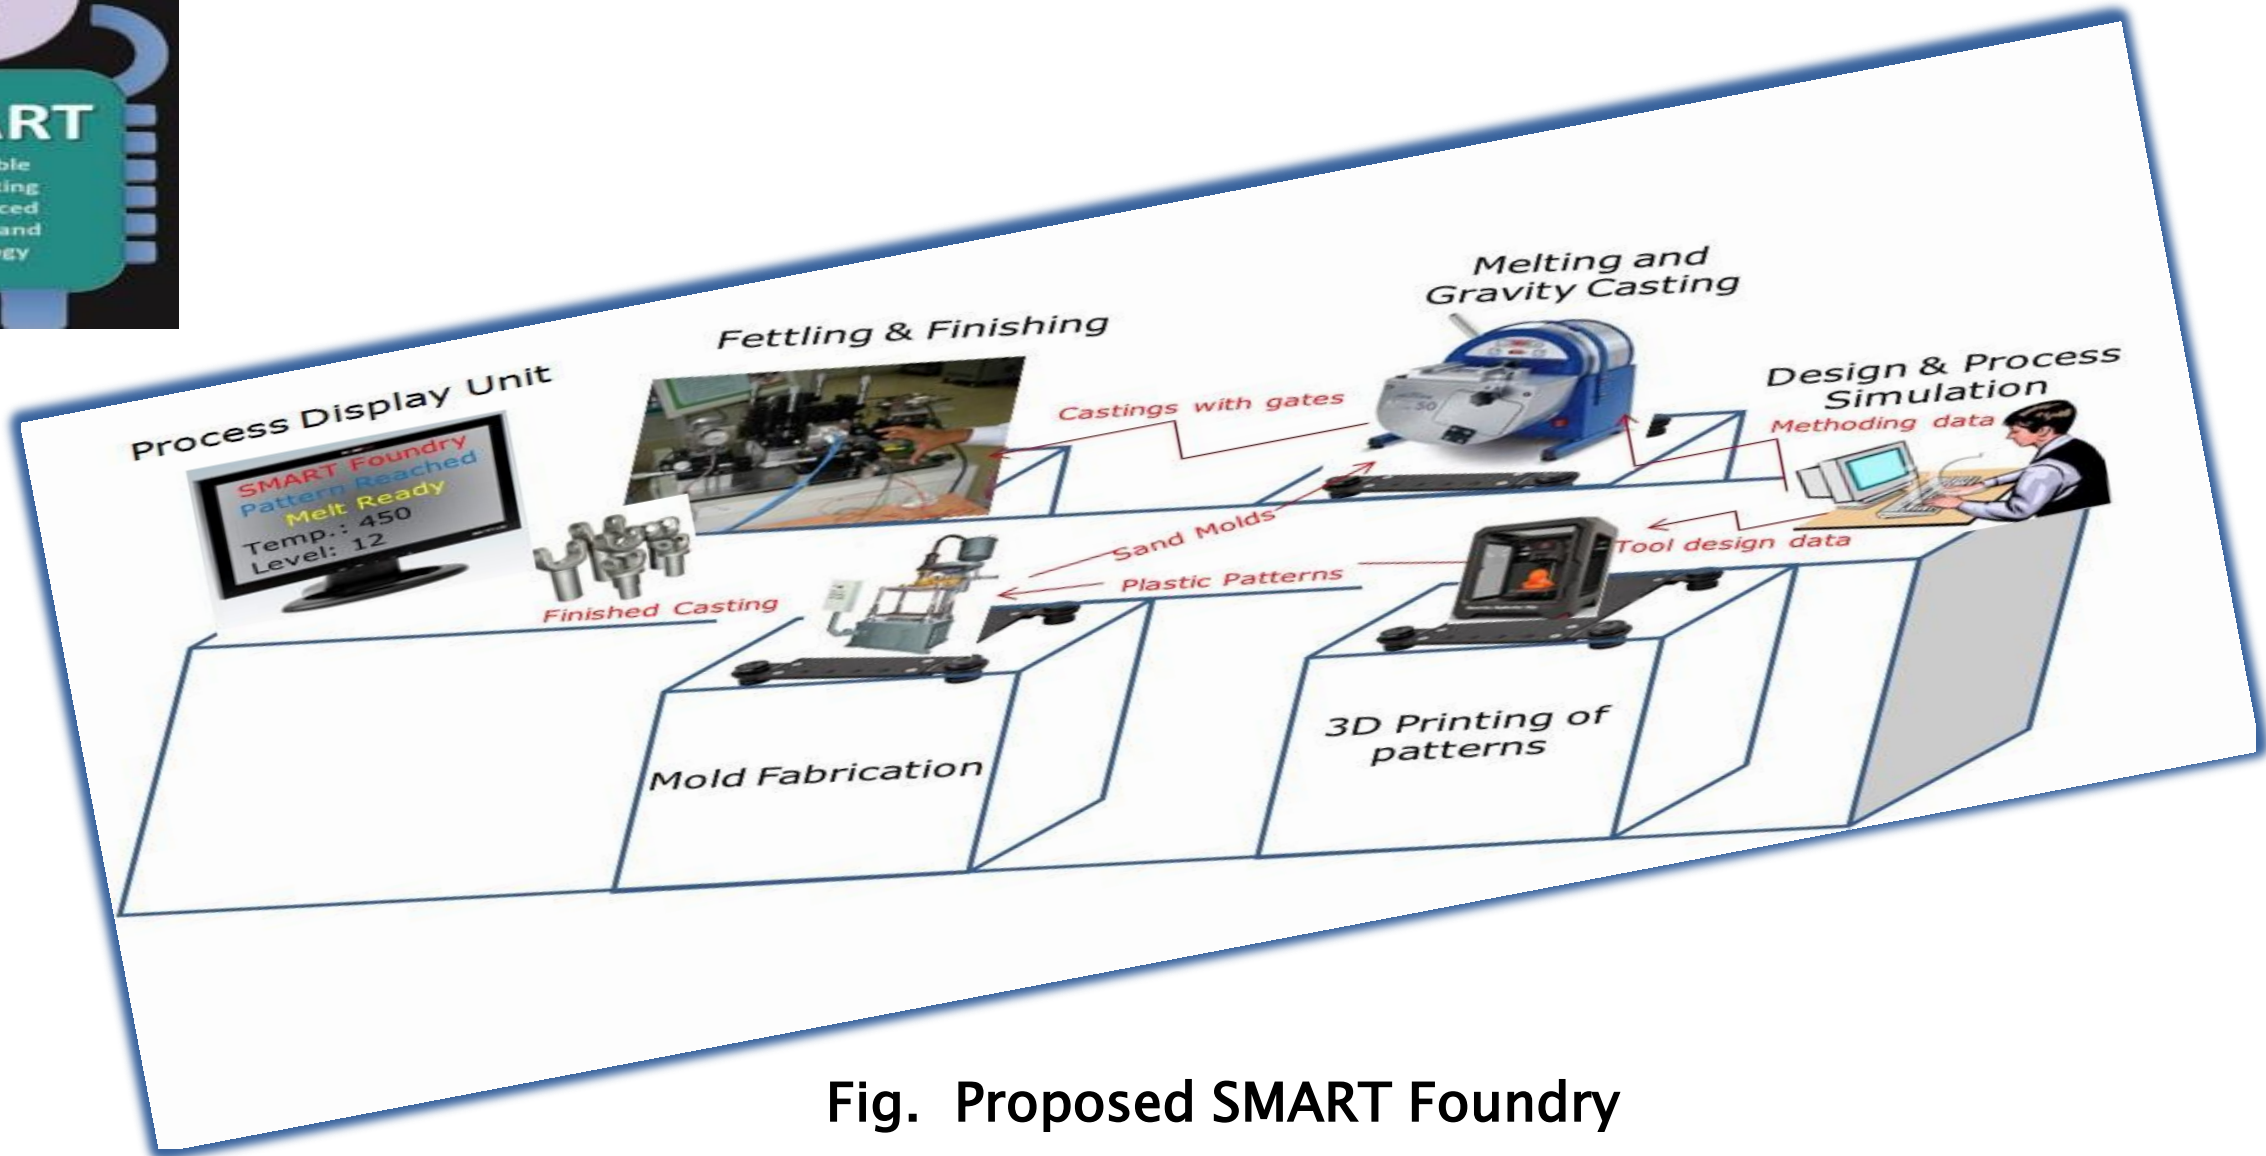 RT
and
Melting and
Gravity Casting
Fettling & Finishing
Design & Process
Simulation
Process Display Unit
Castings with gates
Methoding data
SMART Foundry
Pattern Reached
Melt Ready
Temp.: 450
Level: 12
Sand Molds
Tool design data
Plastic Patterns
Finished Casting
3D Printing of
patterns
Mold Fabrication
Fig. Proposed SMART Foundry